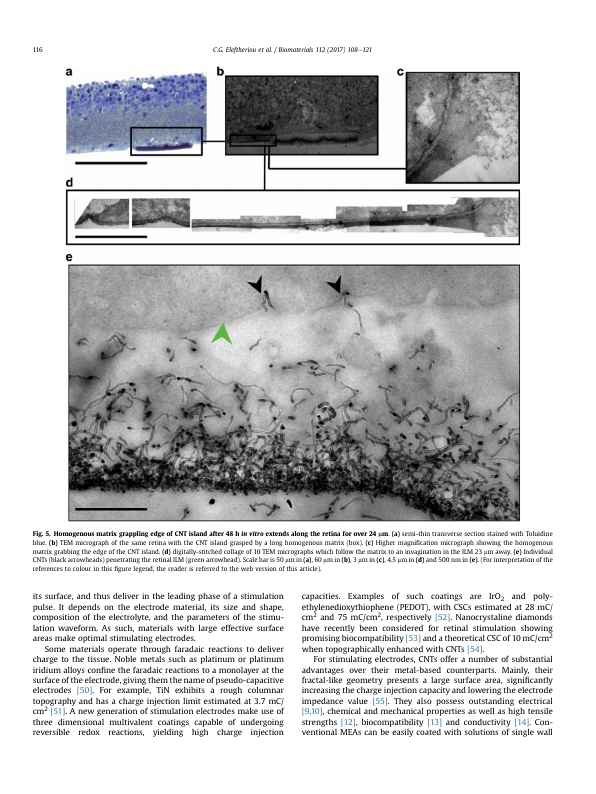 116
C.G. Eleftheriou et al. / Biomaterials 112 (2017) 108–121
a
b
c
d
e
Fig. 5. Homogenous matrix grappling edge of CNT island after 48 h in vitro extends along the retina for over 24 μm. (a) semi-thin transverse section stained with Toluidine
blue. (b) TEM micrograph of the same retina with the CNT island grasped by a long homogenous matrix (box). (c) Higher magnification micrograph showing the homogenous
matrix grabbing the edge of the CNT island. (d) digitally-stitched collage of 10 TEM micrographs which follow the matrix to an invagination in the ILM 23 μm away. (e) Individual
CNTs (black arrowheads) penetrating the retinal ILM (green arrowhead). Scale bar is 50 μm in (a), 60 μm in (b), 3 μm in (c), 4.5 μm in (d) and 500 nm in (e). (For interpretation of the
references to colour in this figure legend, the reader is referred to the web version of this article).
its surface, and thus deliver in the leading phase of a stimulation
pulse. It depends on the electrode material, its size and shape,
composition of the electrolyte, and the parameters of the stimu-
lation waveform. As such, materials with large effective surface
areas make optimal stimulating electrodes.
Some materials operate through faradaic reactions to deliver
charge to the tissue. Noble metals such as platinum or platinum
iridium alloys confine the faradaic reactions to a monolayer at the
surface of the electrode, giving them the name of pseudo-capacitive
electrodes [50]. For example, TiN exhibits a rough columnar
topography and has a charge injection limit estimated at 3.7 mC/
cm2 [51]. A new generation of stimulation electrodes make use of
three dimensional multivalent coatings capable of undergoing
reversible redox reactions, yielding high charge injection
capacities. Examples of such coatings are IrO2 and poly-
ethylenedioxythiophene (PEDOT), with CSCs estimated at 28 mC/
cm2 and 75 mC/cm2, respectively [52]. Nanocrystaline diamonds
have recently been considered for retinal stimulation showing
promising biocompatibility [53] and a theoretical CSC of 10 mC/cm2
when topographically enhanced with CNTs [54].
For stimulating electrodes, CNTs offer a number of substantial
advantages over their metal-based counterparts. Mainly, their
fractal-like geometry presents a large surface area, significantly
increasing the charge injection capacity and lowering the electrode
impedance value [55]. They also possess outstanding electrical
[9,10], chemical and mechanical properties as well as high tensile
strengths [12], biocompatibility [13] and conductivity [14]. Con-
ventional MEAs can be easily coated with solutions of single wall